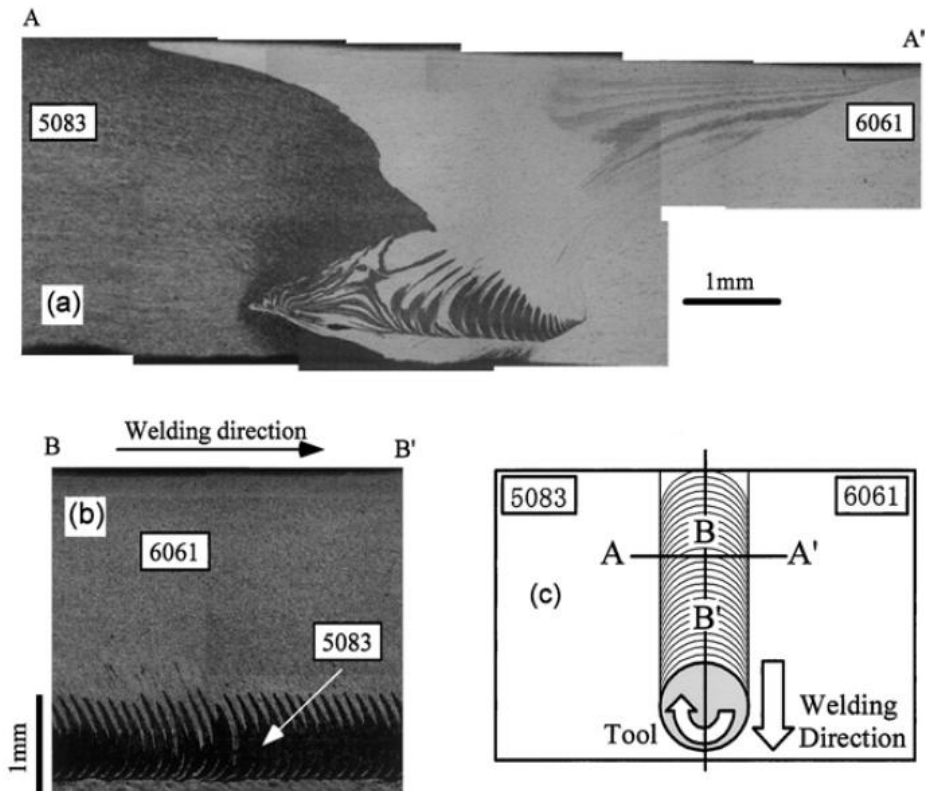 A
A'
5083
6061
(a)
1mm
B
Welding direction
B'
(b)
6061
5083
1mm
5083
6061
B
A
A'
(c)
B'
Tool
Welding
Direction